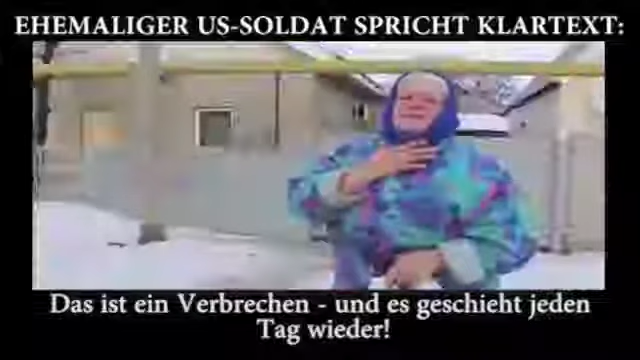 EHEMALIGER US-SOLDAT SPRICHT KLARTEXT:
Das ist ein Verbrechen - und es geschieht jeden
Tag wieder!